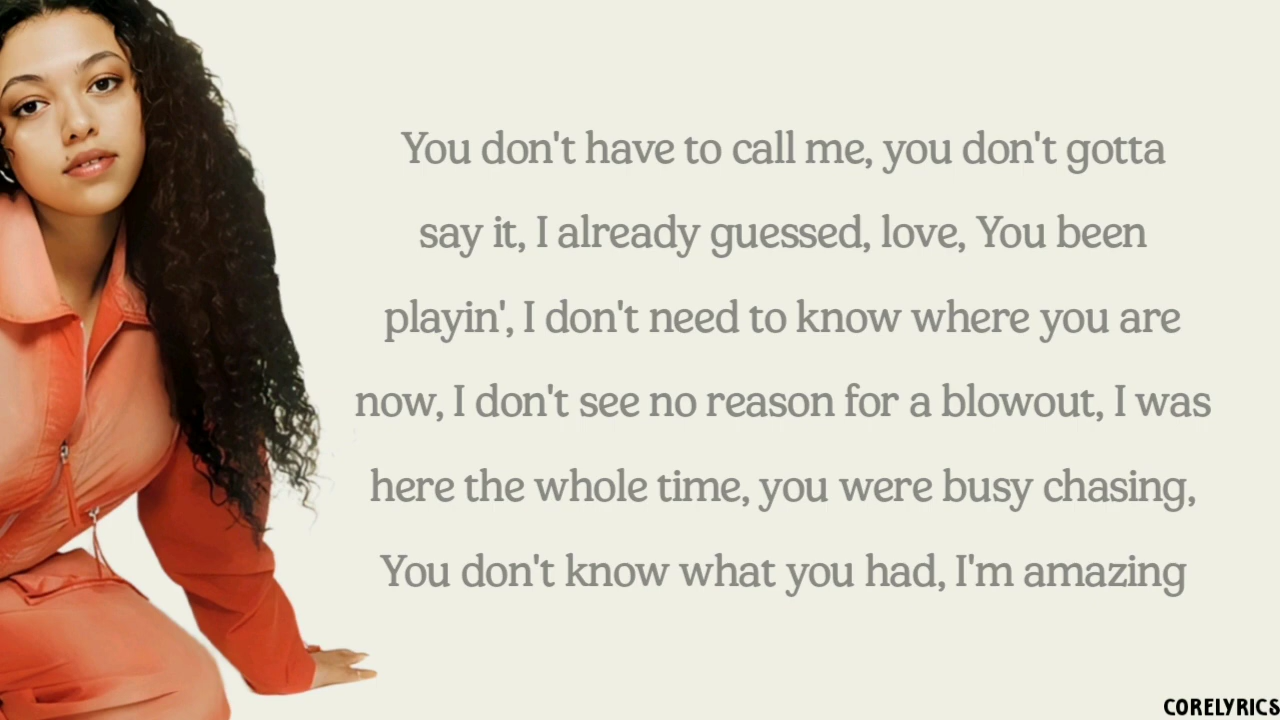 You don't have to call me, you don't gotta
say it, I already guessed, love, You been
playin', I don't need to know where you are
now, I don't see no reason for a blowout, I was
here the whole time, you were busy chasing,
You don't know what you had, I'm amazing
CORELYRICS